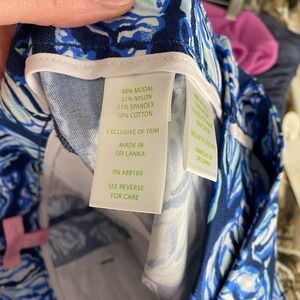 48% MODAL
31% NYLON
11% SPANDEX
10% COTTON
EXCLUSIVE OF TRIM
MADE IN
SRI LANKA
RN #88189
SEE REVERSE
FOR CARE